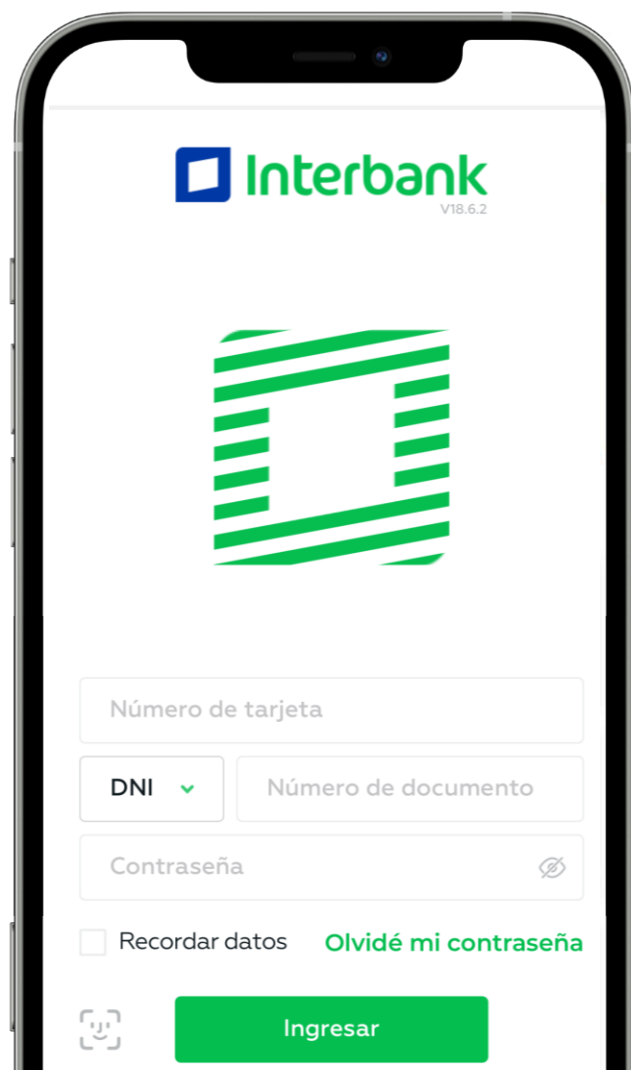 Interbank
V18.6.2
Número de tarjeta
DNI Número de documento
Contraseña
Recordar datos Olvidé mi contraseña
Ingresar